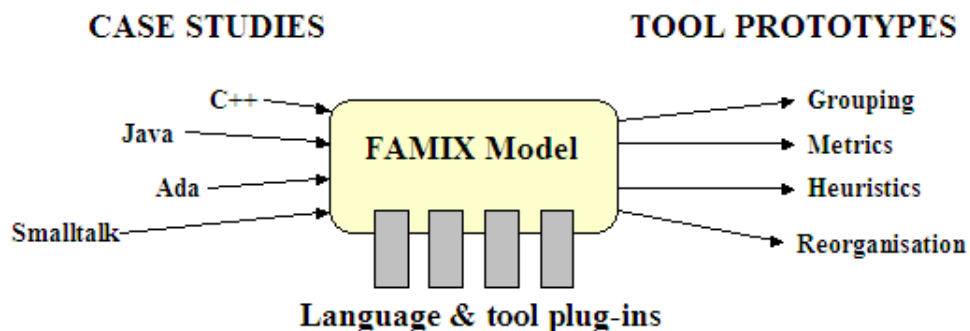 CASE STUDIES
TOOL PROTOTYPES
C++
Java
Ada
Smalltalk
FAMIX Model
Grouping
Metrics
Heuristics
Reorganisation
Language & tool plug-ins